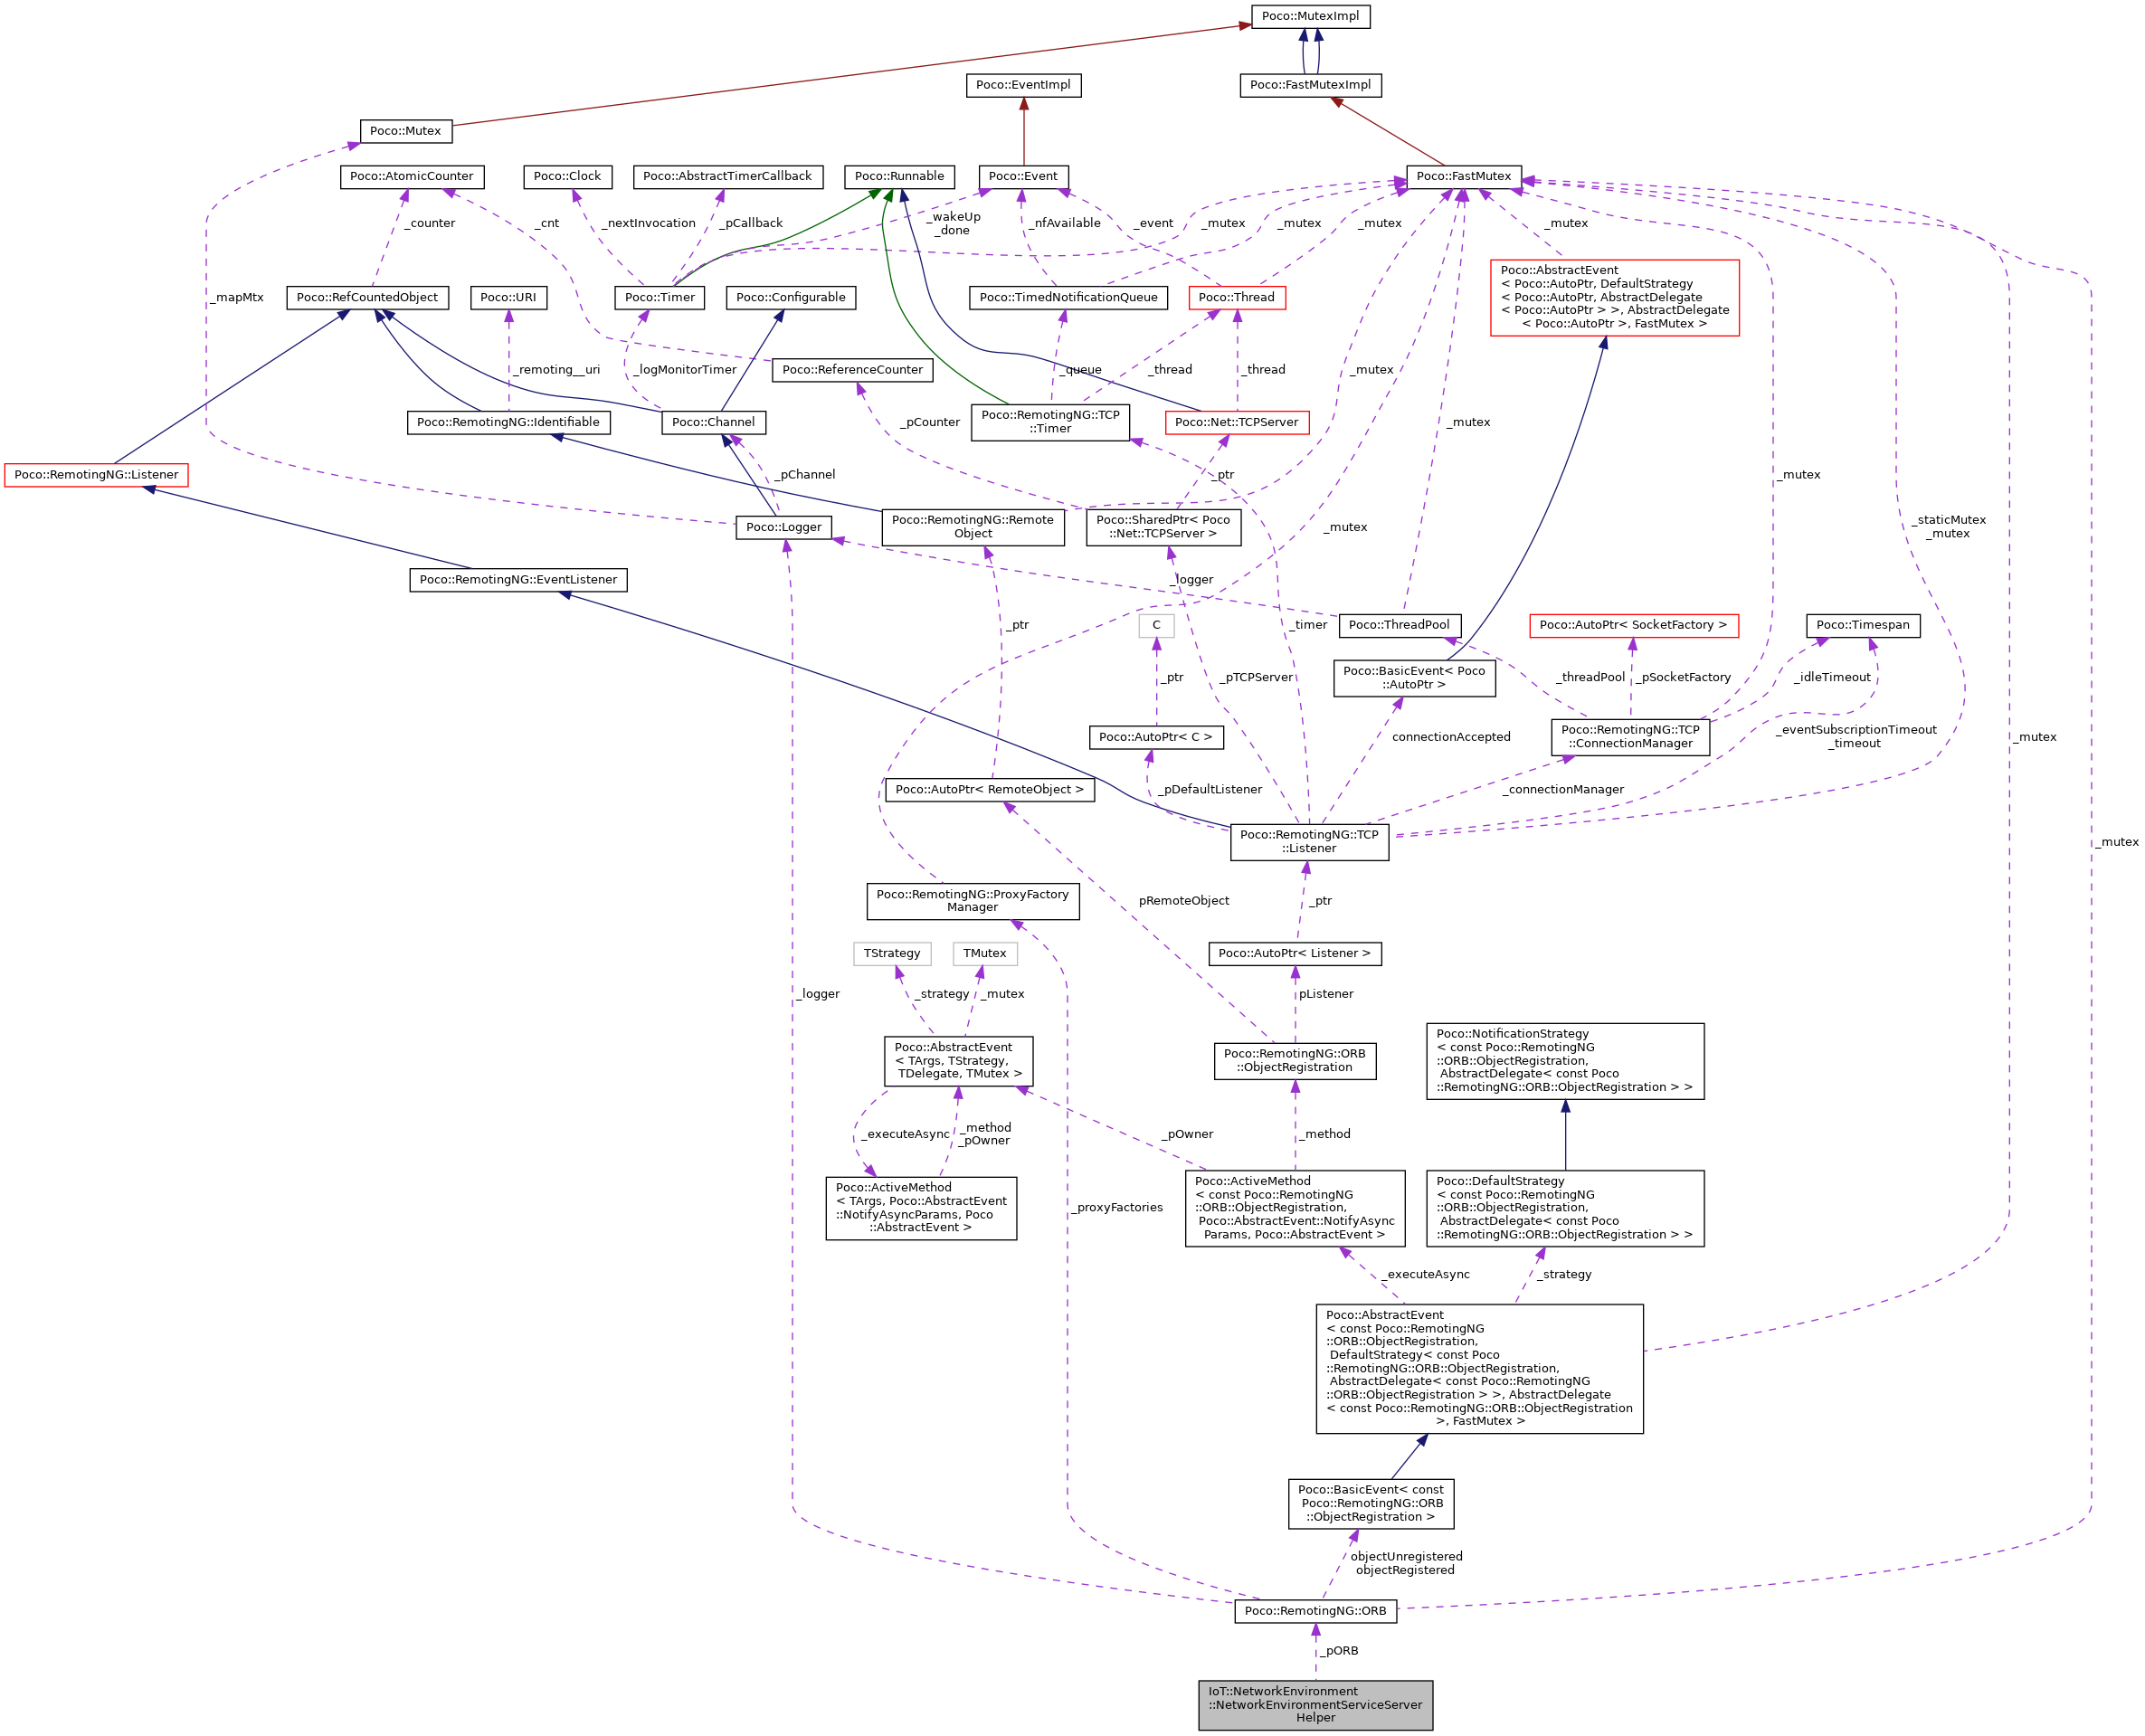 Poco::MutexImpl
Poco::EventImpl
Poco::FastMutexImpl
Poco::Mutex
Poco::AtomicCounter
Poco::Clock
Poco::AbstractTimerCallback
Poco::Runnable
Poco::Event
Poco::FastMutex
_counter
_cnt
_nextInvocation
_pCallback
_wakeUp
_done
_nfAvailable
_event
_mutex
_mutex
_mutex
_mutex
_mapMtx
Poco::RefCountedObject
Poco::URI
Poco::Timer
Poco::Configurable
Poco::TimedNotificationQueue
Poco::Thread
Poco::AbstractEvent
< Poco::AutoPtr, DefaultStrategy
< Poco::AutoPtr, AbstractDelegate
< Poco::AutoPtr > >, AbstractDelegate
< Poco::AutoPtr >, FastMutex >
_remoting__uri
_logMonitorTimer
Poco::ReferenceCounter
_queue
_thread
_thread
_mutex
Poco::RemotingNG::Identifiable
Poco::Channel
_pCounter
Poco::RemotingNG::TCP
::Timer
Poco::Net::TCPServer
_mutex
Poco::RemotingNG::Listener
_pChannel
_ptr
_mutex
Poco::Logger
Poco::RemotingNG::Remote
Object
Poco::SharedPtr< Poco
::Net::TCPServer >
_mutex
_staticMutex
_mutex
Poco::RemotingNG::EventListener
_logger
_ptr
C
_timer
Poco::ThreadPool
Poco::AutoPtr< SocketFactory >
Poco::Timespan
_ptr
_pTCPServer
Poco::BasicEvent< Poco
::AutoPtr >
_threadPool
_pSocketFactory
_idleTimeout
Poco::AutoPtr< C >
connectionAccepted
Poco::RemotingNG::TCP
::ConnectionManager
_eventSubscriptionTimeout
_timeout
_mutex
Poco::AutoPtr< RemoteObject >
_pDefaultListener
_connectionManager
Poco::RemotingNG::TCP
::Listener
_mutex
Poco::RemotingNG::ProxyFactory
Manager
pRemoteObject
_ptr
TStrategy
TMutex
Poco::AutoPtr< Listener >
_logger
_strategy
_mutex
pListener
Poco::AbstractEvent
< TArgs, TStrategy,
TDelegate, TMutex >
Poco::RemotingNG::ORB
::ObjectRegistration
Poco::NotificationStrategy
< const Poco::RemotingNG
::ORB::ObjectRegistration,
AbstractDelegate< const Poco
::RemotingNG::ORB::ObjectRegistration > >
_executeAsync
_method
_pOwner
_pOwner
_method
Poco::ActiveMethod
< TArgs, Poco::AbstractEvent
::NotifyAsyncParams, Poco
::AbstractEvent >
_proxyFactories
Poco::ActiveMethod
< const Poco::RemotingNG
::ORB::ObjectRegistration,
Poco::AbstractEvent::NotifyAsync
Params, Poco::AbstractEvent >
Poco::DefaultStrategy
< const Poco::RemotingNG
::ORB::ObjectRegistration,
AbstractDelegate< const Poco
::RemotingNG::ORB::ObjectRegistration > >
_executeAsync
_strategy
Poco::AbstractEvent
< const Poco::RemotingNG
::ORB::ObjectRegistration,
DefaultStrategy< const Poco
::RemotingNG::ORB::ObjectRegistration,
AbstractDelegate< const Poco::RemotingNG
::ORB::ObjectRegistration > >, AbstractDelegate
< const Poco::RemotingNG::ORB::ObjectRegistration
>, FastMutex >
Poco::BasicEvent< const
Poco::RemotingNG::ORB
::ObjectRegistration >
objectUnregistered
objectRegistered
Poco::RemotingNG::ORB
_pORB
IoT::NetworkEnvironment
::NetworkEnvironmentServiceServer
Helper